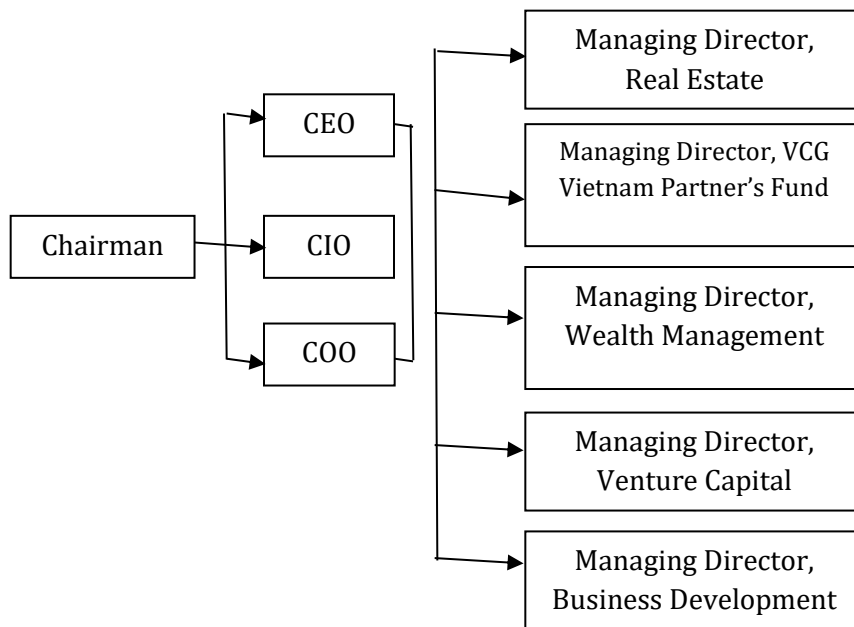 Chairman
CEO
CIO
COO
Managing Director,
Real Estate
Managing Director, VCG
Vietnam Partner’s Fund
Managing Director,
Wealth Management
Managing Director,
Venture Capital
Managing Director,
Business Development